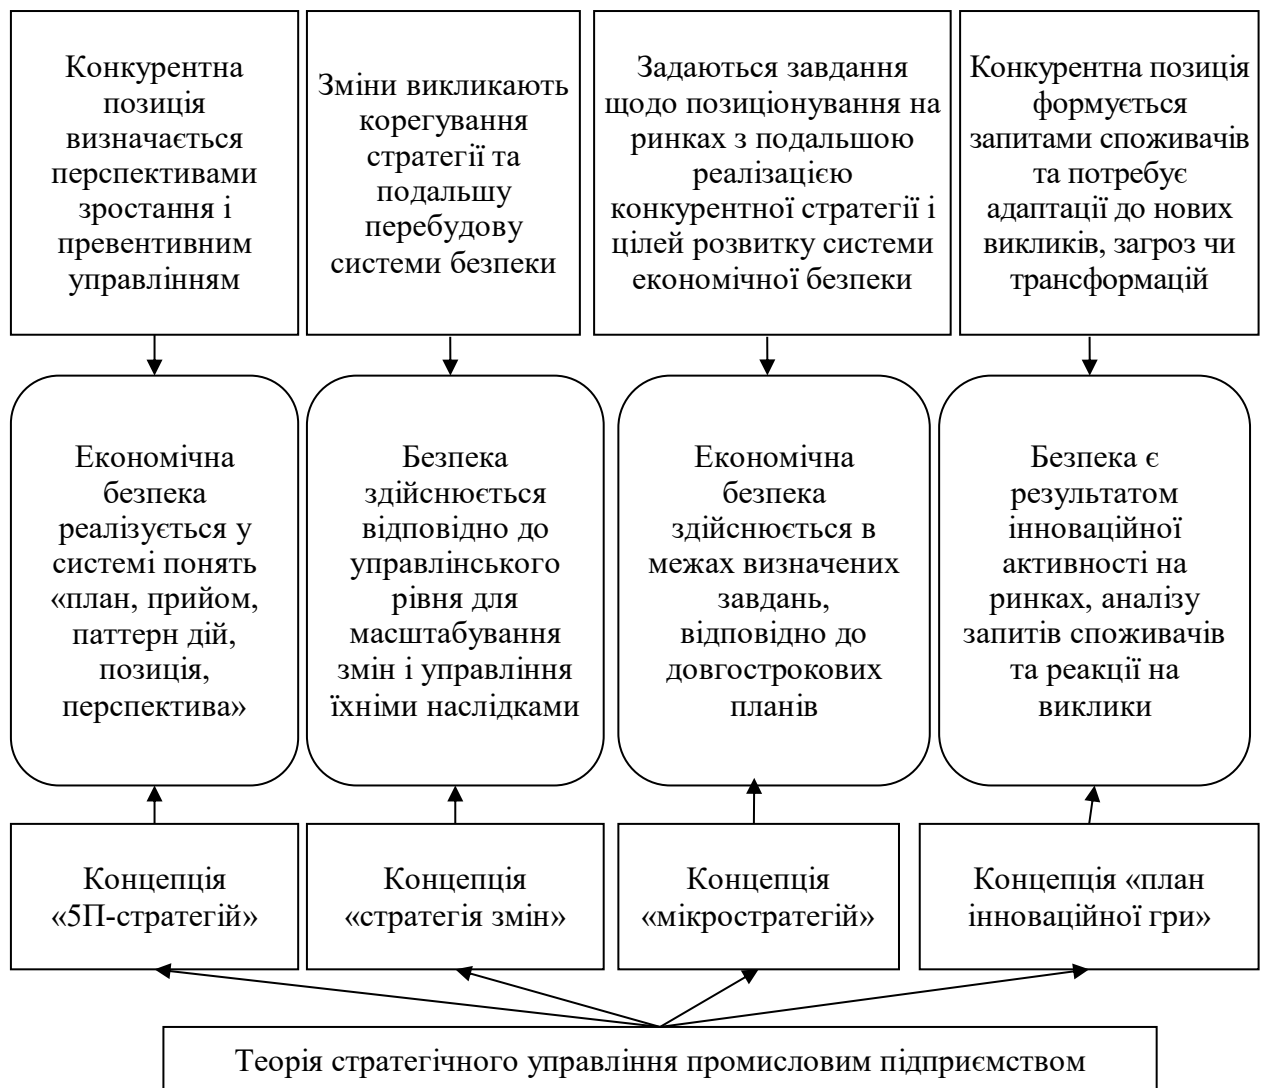 Конкурентна
позиція
визначається
перспективами
зростання і
превентивним
управлінням
Зміни викликають
корегування
стратегії та
подальшу
перебудову
системи безпеки
Задаються завдання
щодо позиціонування на
ринках з подальшою
реалізацією
конкурентної стратегії і
цілей розвитку системи
економічної безпеки
Конкурентна позиція
формується
запитами споживачів
та потребує
адаптації до нових
викликів, загроз чи
трансформацій
Економічна
безпека
реалізується у
системі понять
«план, прийом,
паттерн дій,
позиція,
перспектива»
Безпека
здійснюється
відповідно до
управлінського
рівня для
масштабування
змін і управління
їхніми наслідками
Економічна
безпека
здійснюється в
межах визначених
завдань,
відповідно до
довгострокових
планів
Безпека є
результатом
інноваційної
активності на
ринках, аналізу
запитів споживачів
та реакції на
виклики
Концепція
«5П-стратегій»
Концепція
«стратегія змін»
Концепція
«мікростратегій»
Концепція «план
інноваційної гри»
Теорія стратегічного управління промисловим підприємством